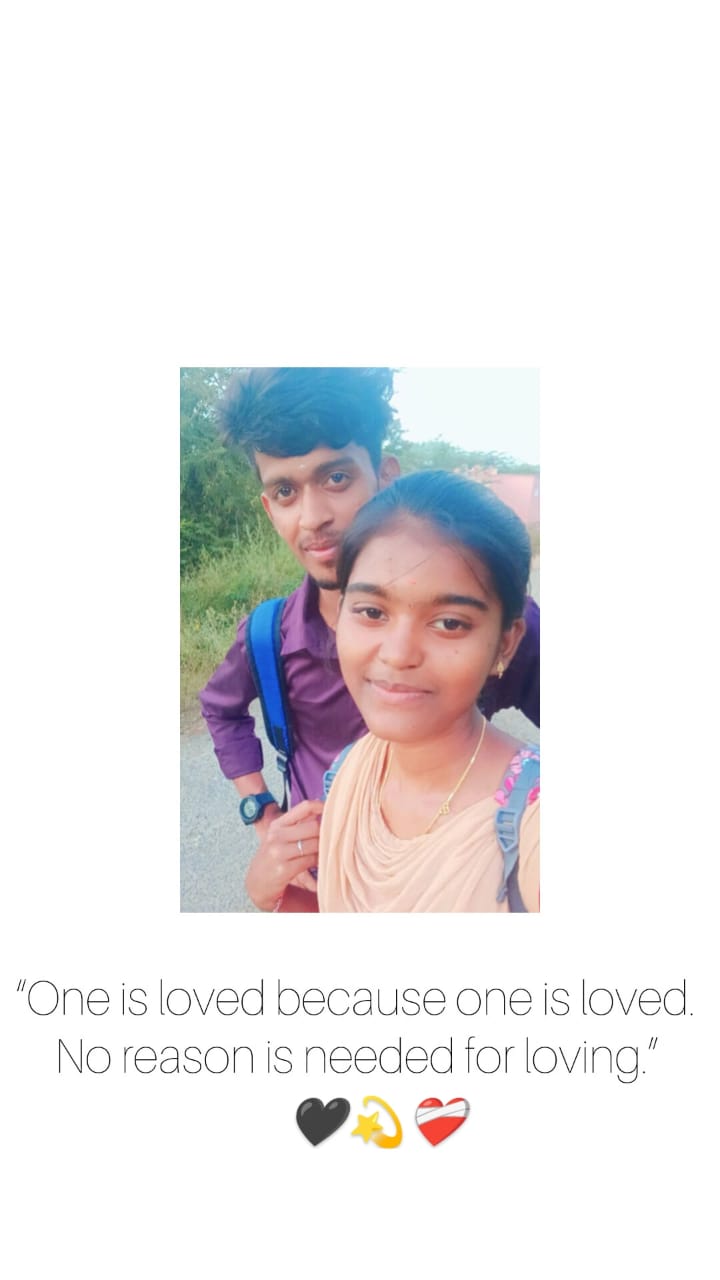 “One is loved because one is loved.
No reason is needed for loving.”
🖤💫❤️‍🩹